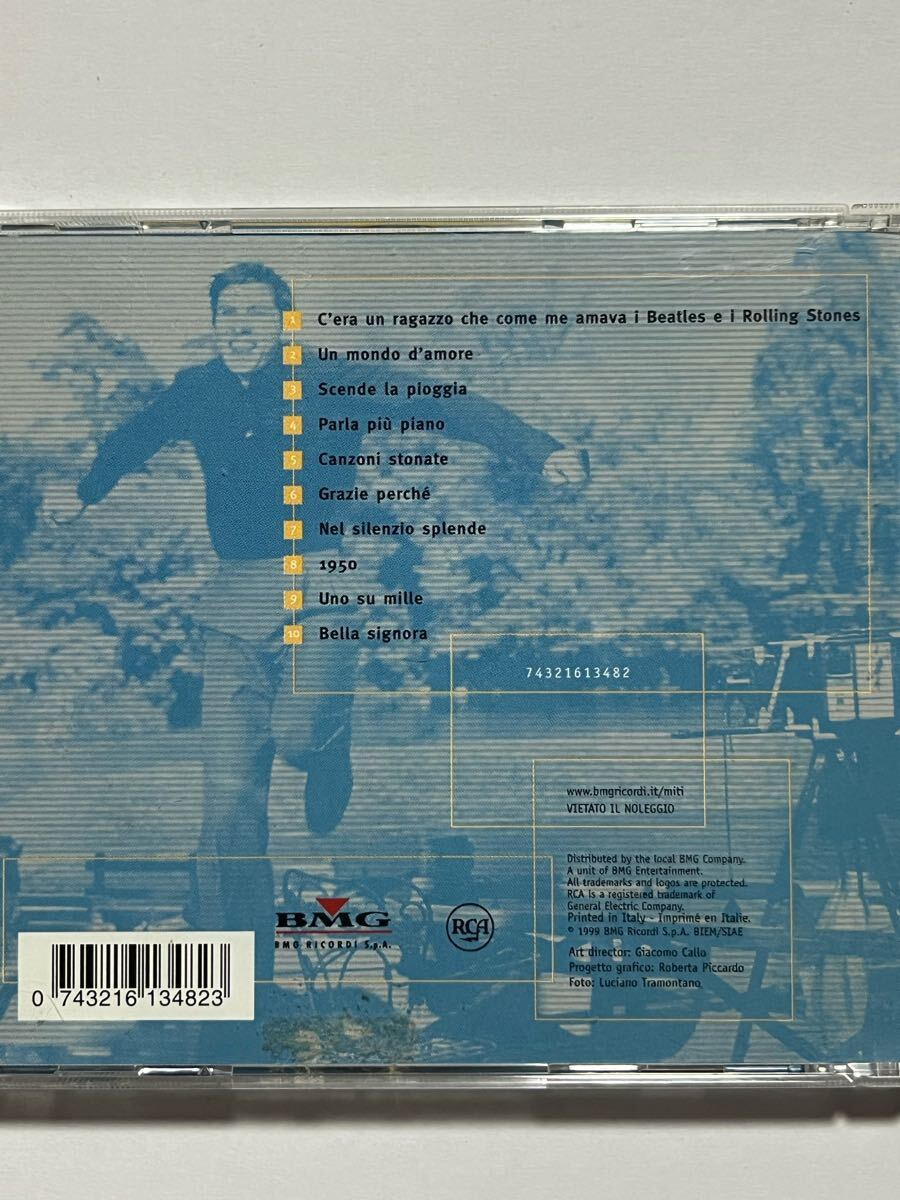 1 C'era un ragazzo che come me amava i Beatles e i Rolling Stones
2 Un mondo d'amore
3 Scende la pioggia
4 Parla più piano
5 Canzoni stonate
6 Grazie perché
7 Nel silenzio splende
8 1950
9 Uno su mille
10 Bella signora
74321613482
www.bmgricordi.it/miti
VIETATO IL NOLEGGIO
Distributed by the local BMG Company.
A unit of BMG Entertainment.
All trademarks and logos are protected.
RCA is a registered trademark of
General Electric Company.
Printed in Italy - Imprimé en Italie.
© 1999 BMG Ricordi S.p.A. BIEM/SIAE
Art director: Giacomo Callo
Progetto grafico: Roberta Piccardo
Foto: Luciano Tramontano
BMG
BMG RICORDI S.p.A.
RCA
0 743216 134823